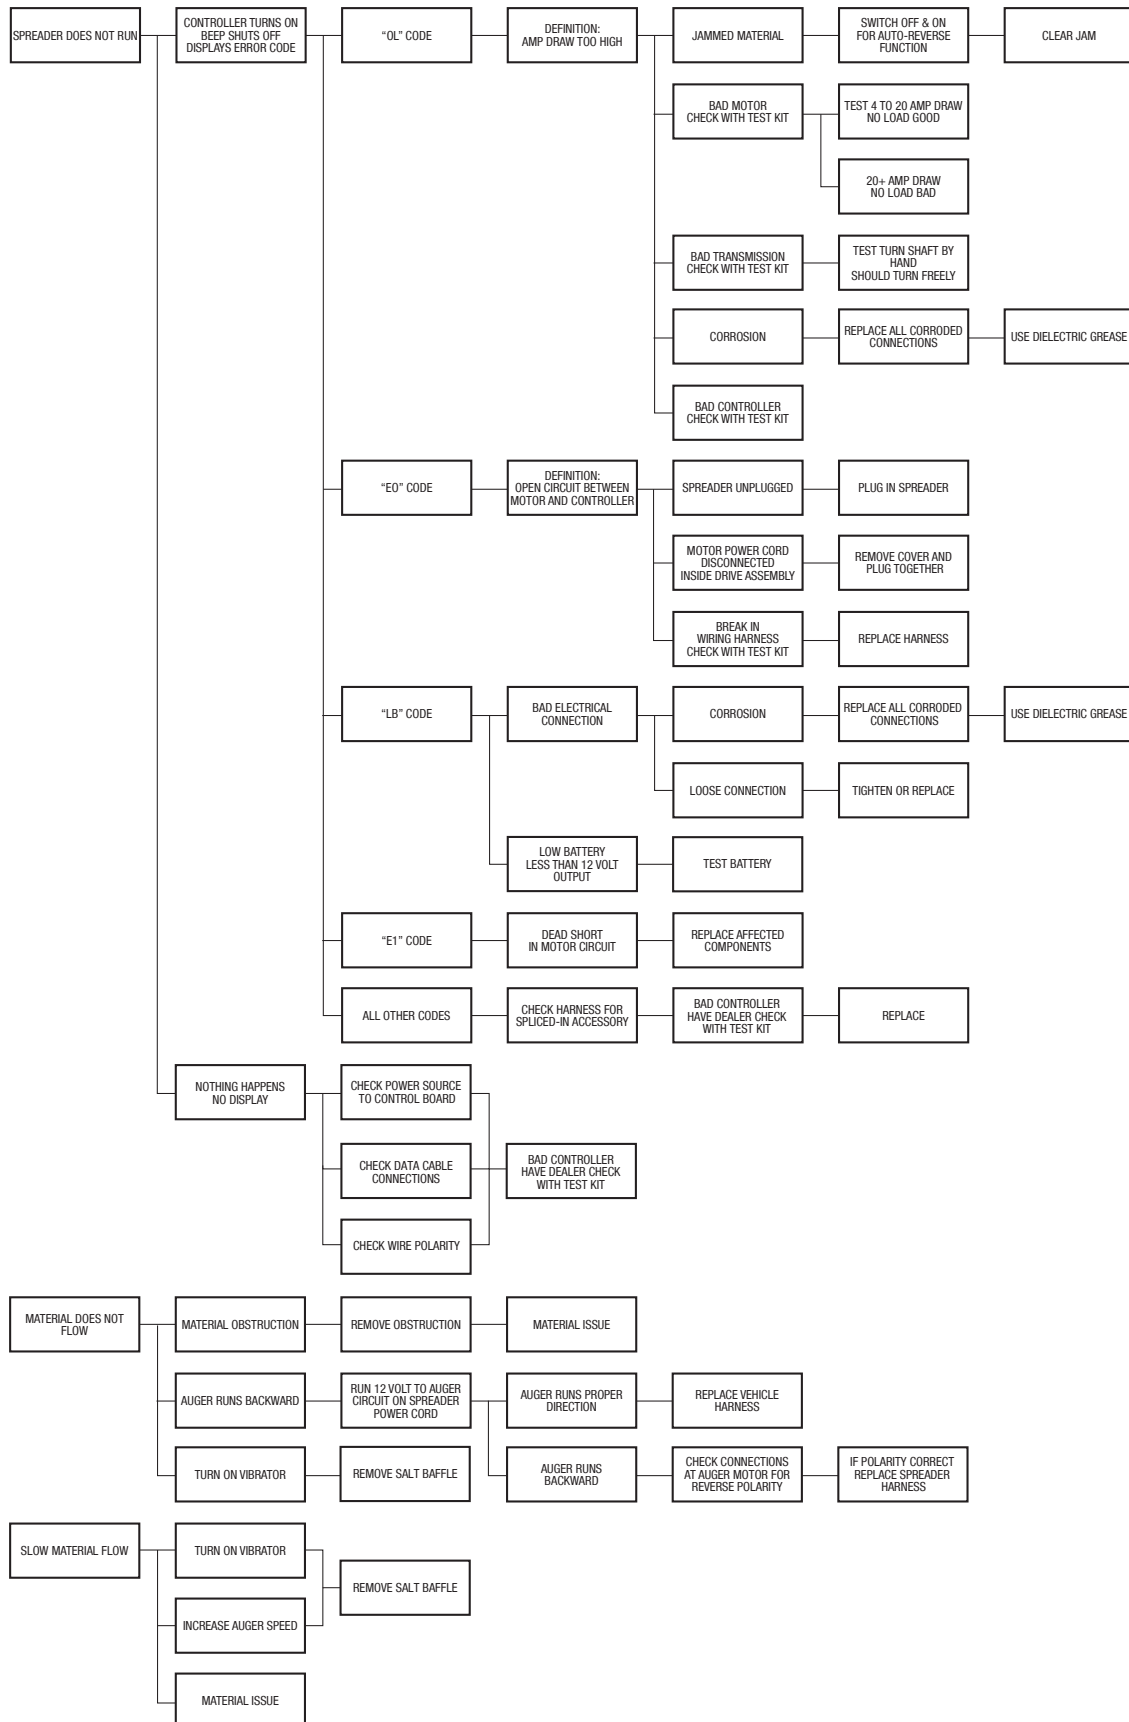 SPREADER DOES NOT RUN
CONTROLLER TURNS ON
BEEP SHUTS OFF
DISPLAYS ERROR CODE
“OL” CODE
DEFINITION:
AMP DRAW TOO HIGH
JAMMED MATERIAL
SWITCH OFF & ON
FOR AUTO-REVERSE
FUNCTION
CLEAR JAM
BAD MOTOR
CHECK WITH TEST KIT
TEST 4 TO 20 AMP DRAW
NO LOAD GOOD
20+ AMP DRAW
NO LOAD BAD
BAD TRANSMISSION
CHECK WITH TEST KIT
TEST TURN SHAFT BY
HAND
SHOULD TURN FREELY
CORROSION
REPLACE ALL CORRODED
CONNECTIONS
USE DIELECTRIC GREASE
BAD CONTROLLER
CHECK WITH TEST KIT
“EO” CODE
DEFINITION:
OPEN CIRCUIT BETWEEN
MOTOR AND CONTROLLER
SPREADER UNPLUGGED
PLUG IN SPREADER
MOTOR POWER CORD
DISCONNECTED
INSIDE DRIVE ASSEMBLY
REMOVE COVER AND
PLUG TOGETHER
BREAK IN
WIRING HARNESS
CHECK WITH TEST KIT
REPLACE HARNESS
“LB” CODE
BAD ELECTRICAL
CONNECTION
CORROSION
REPLACE ALL CORRODED
CONNECTIONS
USE DIELECTRIC GREASE
LOOSE CONNECTION
TIGHTEN OR REPLACE
LOW BATTERY
LESS THAN 12 VOLT
OUTPUT
TEST BATTERY
“E1” CODE
DEAD SHORT
IN MOTOR CIRCUIT
REPLACE AFFECTED
COMPONENTS
ALL OTHER CODES
CHECK HARNESS FOR
SPLICED-IN ACCESSORY
BAD CONTROLLER
HAVE DEALER CHECK
WITH TEST KIT
REPLACE
NOTHING HAPPENS
NO DISPLAY
CHECK POWER SOURCE
TO CONTROL BOARD
CHECK DATA CABLE
CONNECTIONS
BAD CONTROLLER
HAVE DEALER CHECK
WITH TEST KIT
CHECK WIRE POLARITY
MATERIAL DOES NOT
FLOW
MATERIAL OBSTRUCTION
REMOVE OBSTRUCTION
MATERIAL ISSUE
AUGER RUNS BACKWARD
RUN 12 VOLT TO AUGER
CIRCUIT ON SPREADER
POWER CORD
AUGER RUNS PROPER
DIRECTION
REPLACE VEHICLE
HARNESS
TURN ON VIBRATOR
REMOVE SALT BAFFLE
AUGER RUNS
BACKWARD
CHECK CONNECTIONS
AT AUGER MOTOR FOR
REVERSE POLARITY
IF POLARITY CORRECT
REPLACE SPREADER
HARNESS
SLOW MATERIAL FLOW
TURN ON VIBRATOR
REMOVE SALT BAFFLE
INCREASE AUGER SPEED
MATERIAL ISSUE